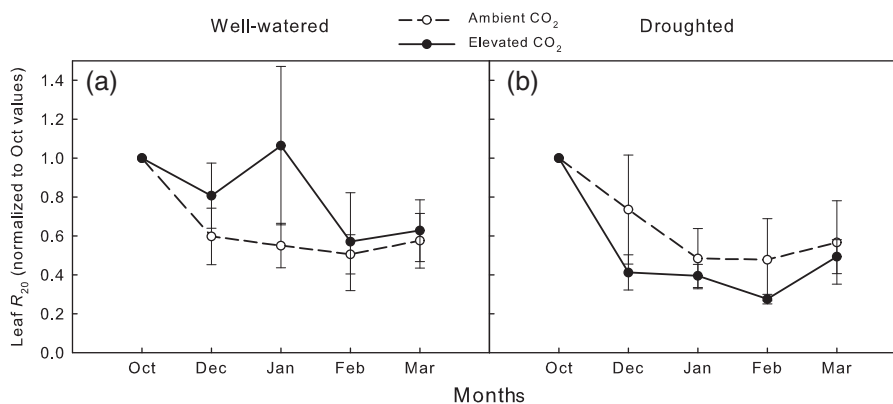 Well-watered
Ambient CO2
Elevated CO2
Droughted
(a)
(b)
Leaf R20 (normalized to Oct values)
1.4
1.2
1.0
0.8
0.6
0.4
0.2
0.0
Oct Dec Jan Feb Mar
Oct Dec Jan Feb Mar
Months